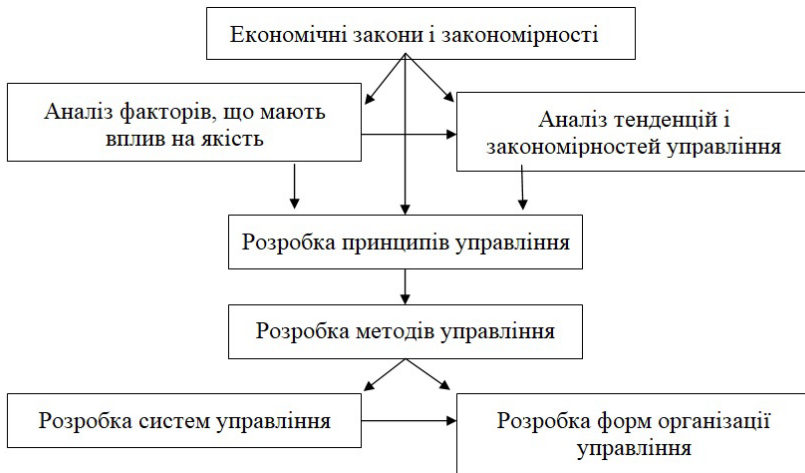 Економічні закони і закономірності
Аналіз факторів, що мають
вплив на якість
Аналіз тенденцій і
закономірностей управління
Розробка принципів управління
Розробка методів управління
Розробка систем управління
Розробка форм організації
управління